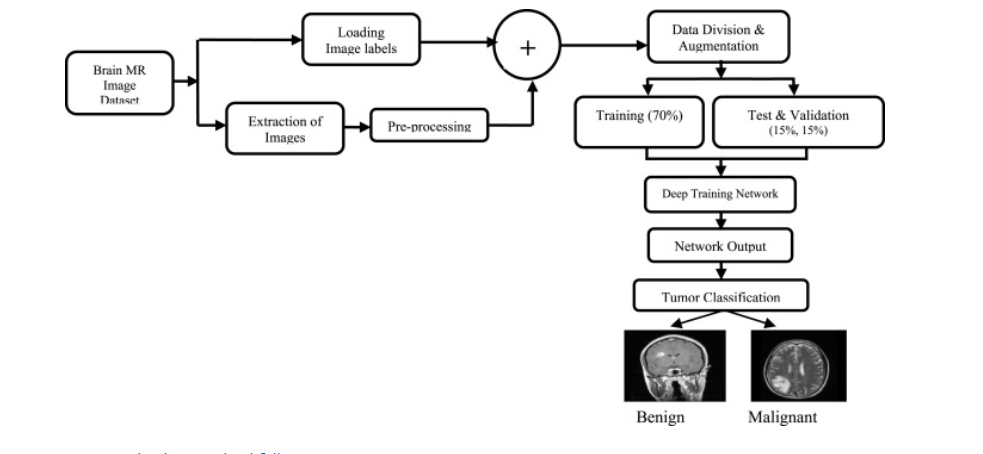 Brain MR
Image
Dataset
Loading
Image labels
Extraction of
Images
Pre-processing
+
Data Division &
Augmentation
Training (70%)
Test & Validation
(15%, 15%)
Deep Training Network
Network Output
Tumor Classification
Benign
Malignant